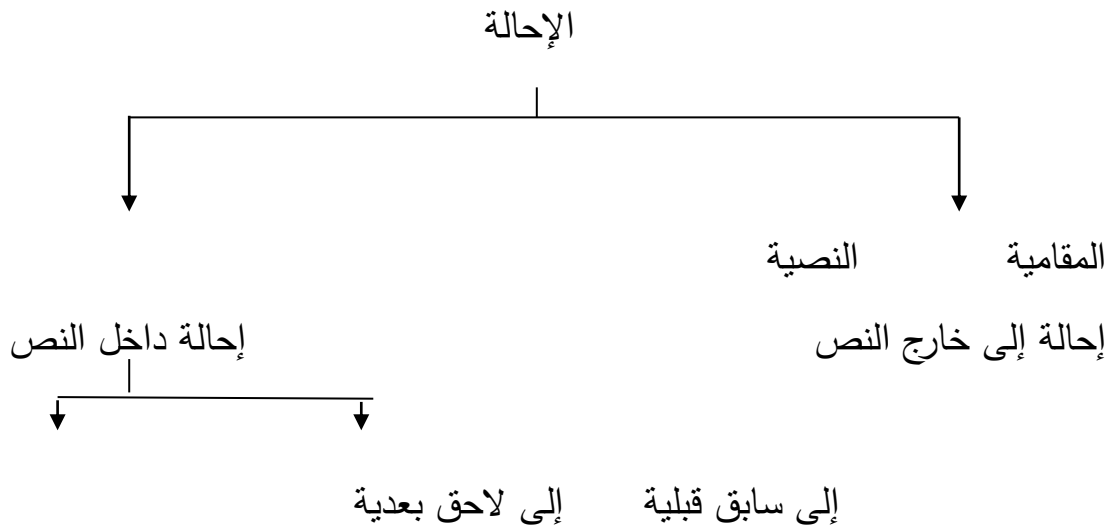 الإحالة
المقامية النصية
إحالة إلى خارج النص إحالة داخل النص
إلى سابق قبلية إلى لاحق بعدية